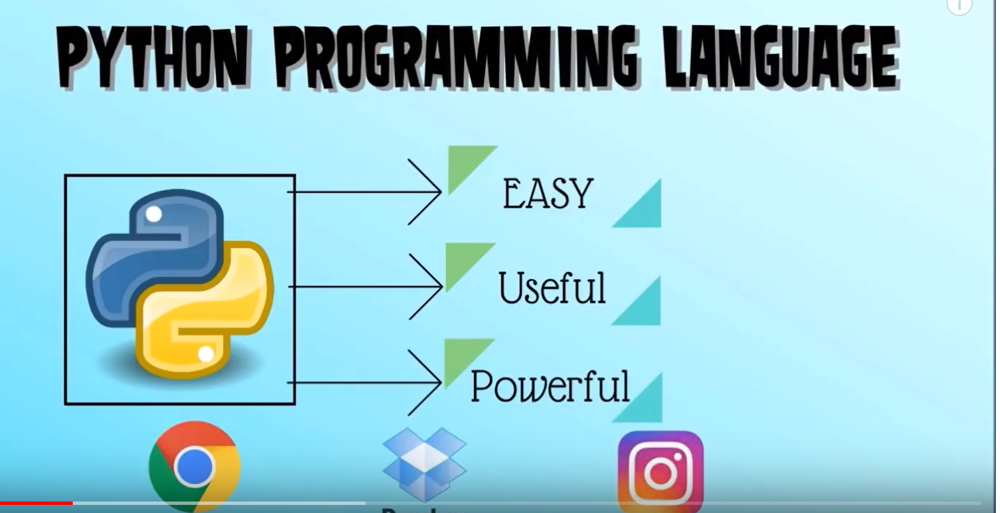 PYTHON PROGRAMMING LANGUAGE
EASY
Useful
Powerful